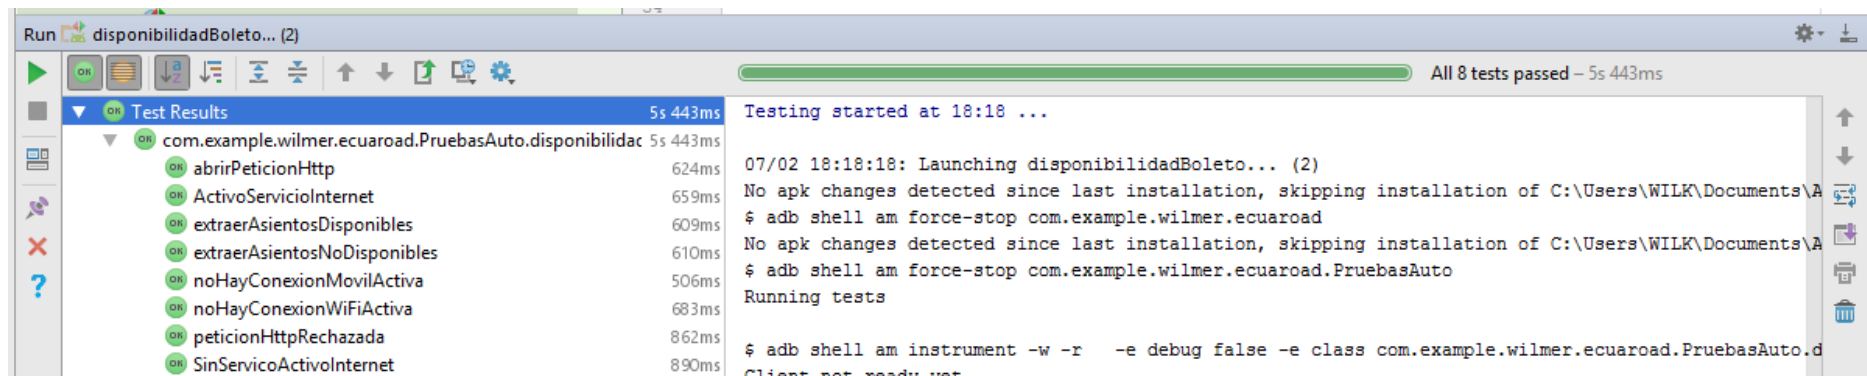 Run disponibilidadBoleto... (2)
All 8 tests passed – 5s 443ms
Test Results 5s 443ms
com.example.wilmer.ecuaroad.PruebasAuto.disponibilidac 5s 443ms
abrirPeticionHttp 624ms
ActivoServicioInternet 659ms
extraerAsientosDisponibles 609ms
extraerAsientosNoDisponibles 610ms
noHayConexionMovilActiva 506ms
noHayConexionWiFiActiva 683ms
peticionHttpRechazada 862ms
SinServicoActivoInternet 890ms
Testing started at 18:18 ...
07/02 18:18:18: Launching disponibilidadBoleto... (2)
No apk changes detected since last installation, skipping installation of C:\Users\WILK\Documents\A
$ adb shell am force-stop com.example.wilmer.ecuaroad
No apk changes detected since last installation, skipping installation of C:\Users\WILK\Documents\A
$ adb shell am force-stop com.example.wilmer.ecuaroad.PruebasAuto
Running tests
$ adb shell am instrument -w -r   -e debug false -e class com.example.wilmer.ecuaroad.PruebasAuto.d
Client not ready yet